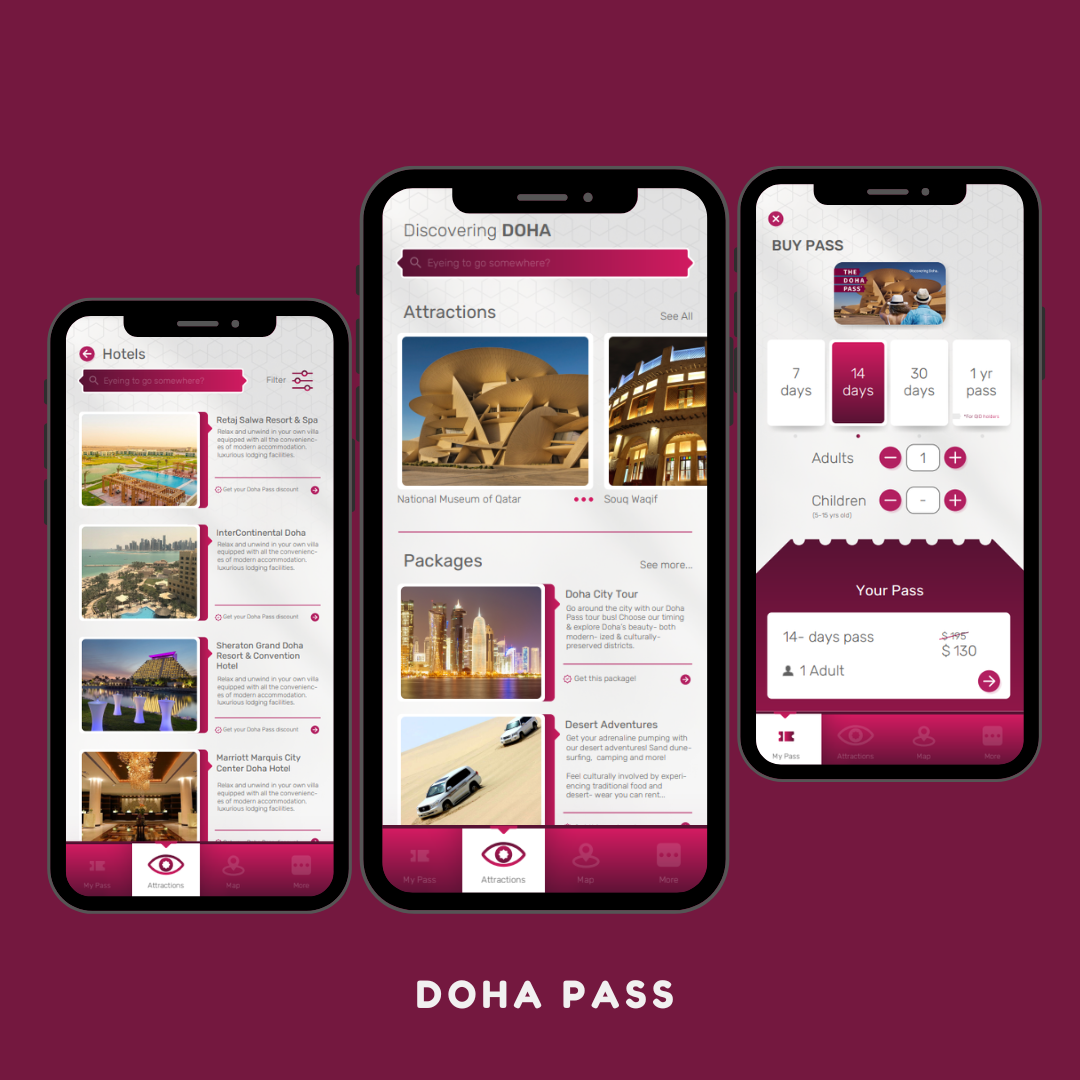 Hotels
Eyeing to go somewhere?
Filter
Retaj Salwa Resort & Spa
Relax and unwind in your own villa
equipped with all the convenienc-
es of modern accommodation.
luxurious lodging facilities.
Get your Doha Pass discount
InterContinental Doha
Relax and unwind in your own villa
equipped with all the convenienc-
es of modern accommodation.
luxurious lodging facilities.
Get your Doha Pass discount
Sheraton Grand Doha
Resort & Convention
Hotel
Relax and unwind in your own villa
equipped with all the convenienc-
es of modern accommodation.
luxurious lodging facilities.
Get your Doha Pass discount
Marriott Marquis City
Center Doha Hotel
Relax and unwind in your own villa
equipped with all the convenienc-
es of modern accommodation.
luxurious lodging facilities.
My Pass
Attractions
Map
More
Discovering DOHA
Eyeing to go somewhere?
Attractions
See All
National Museum of Qatar
Souq Waqif
Packages
See more...
Doha City Tour
Go around the city with our Doha
Pass tour bus! Choose our timing
& explore Doha's beauty- both
modern- ized & culturally-
preserved districts.
Get this package!
Desert Adventures
Get your adrenaline pumping with
our desert adventures! Sand dune-
surfing, camping and more!
Feel culturally involved by experi-
encing traditional food and
desert- wear you can rent...
My Pass
Attractions
Map
More
BUY PASS
THE
DOHA
PASS
Discovering Doha.
7
days
14
days
30
days
1 yr
pass
*For QID holders
Adults
1
Children
-
(5-15 yrs old)
Your Pass
14- days pass
$ 195
$ 130
1 Adult
My Pass
Attractions
Map
More
DOHA PASS